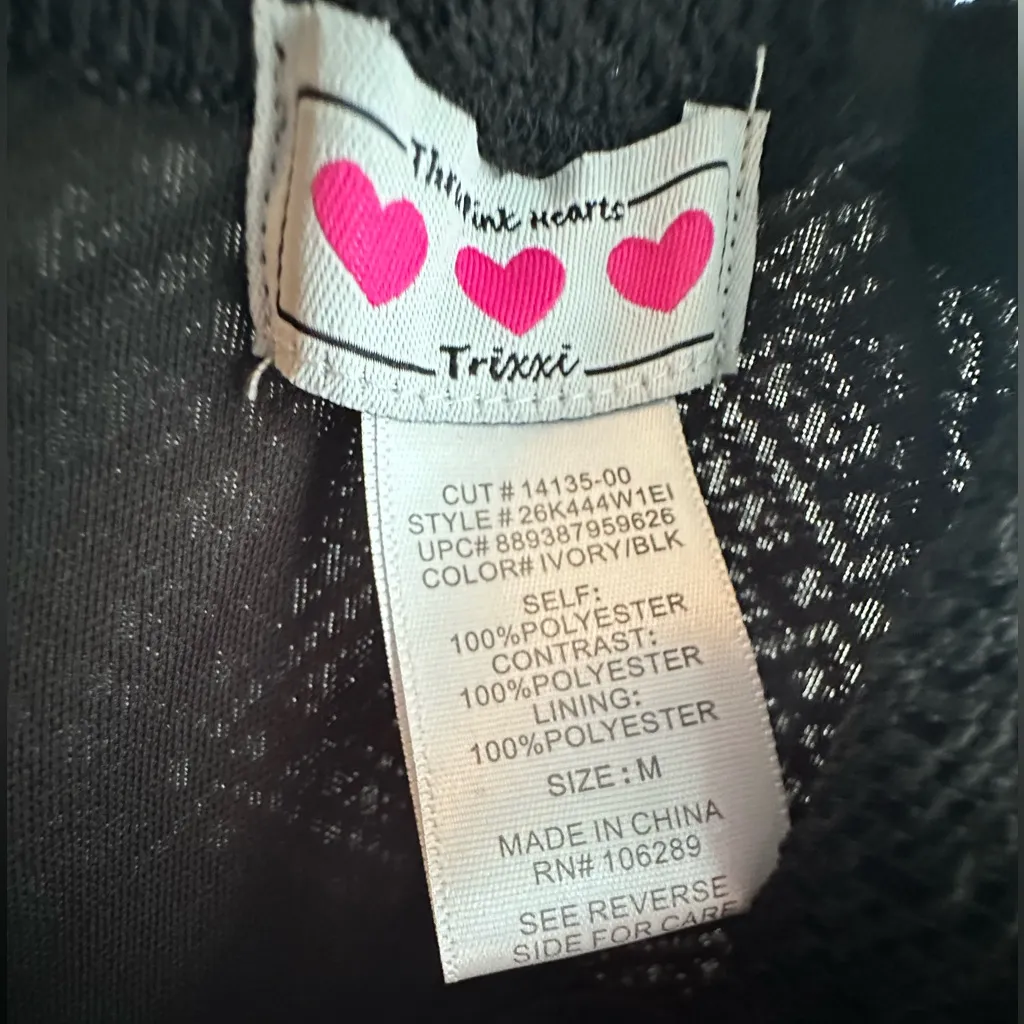 Pink Hearts
Trixxi
CUT # 14135-00
STYLE # 26K444W1EI
UPC# 889387959626
COLOR# IVORY/BLK
SELF:
100%POLYESTER
CONTRAST:
100%POLYESTER
LINING:
100%POLYESTER
SIZE : M
MADE IN CHINA
RN# 106289
SEE REVERSE
SIDE FOR CARE